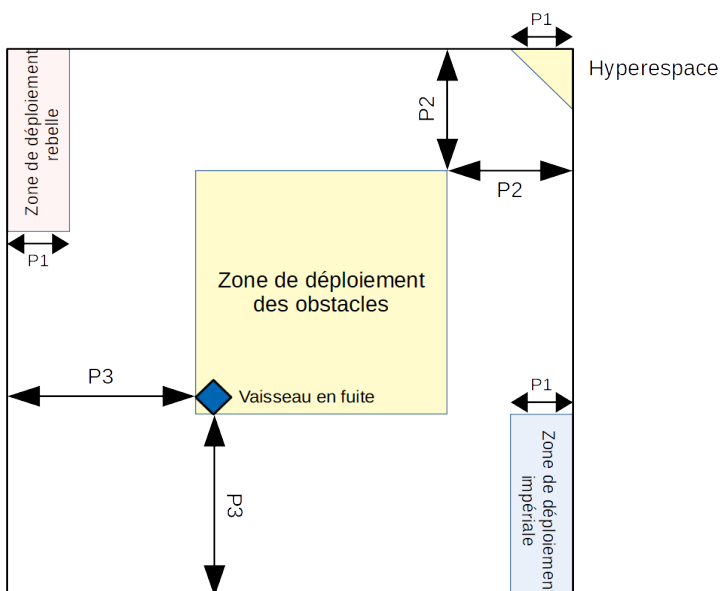 P1
Hyperespace
Zone de déploiement
rebelle
P2
P2
P1
Zone de déploiement
des obstacles
P3
Vaisseau en fuite
P1
P3
Zone de déploiemen
impériale